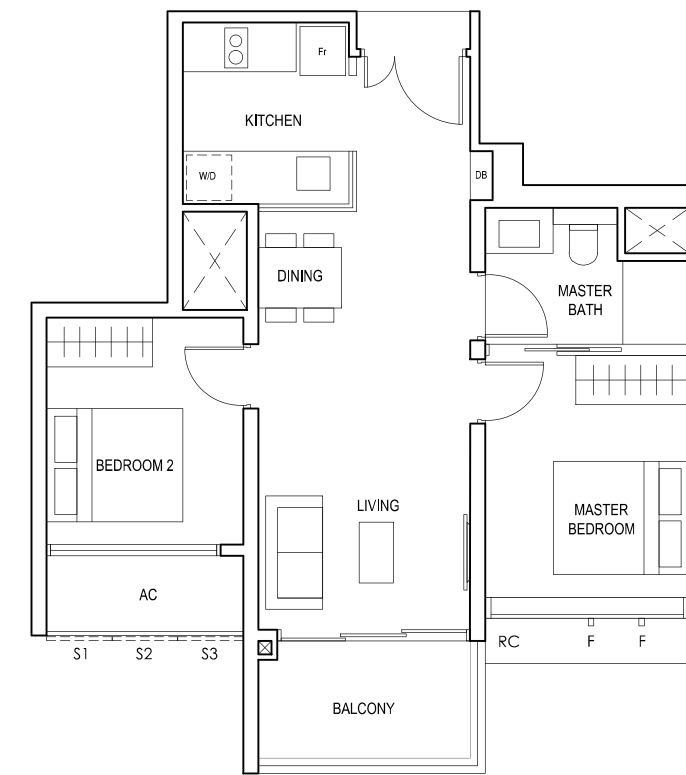 Fr
KITCHEN
W/D
DB
DINING
MASTER
BATH
BEDROOM 2
LIVING
MASTER
BEDROOM
AC
S1 S2 S3
RC F F
BALCONY